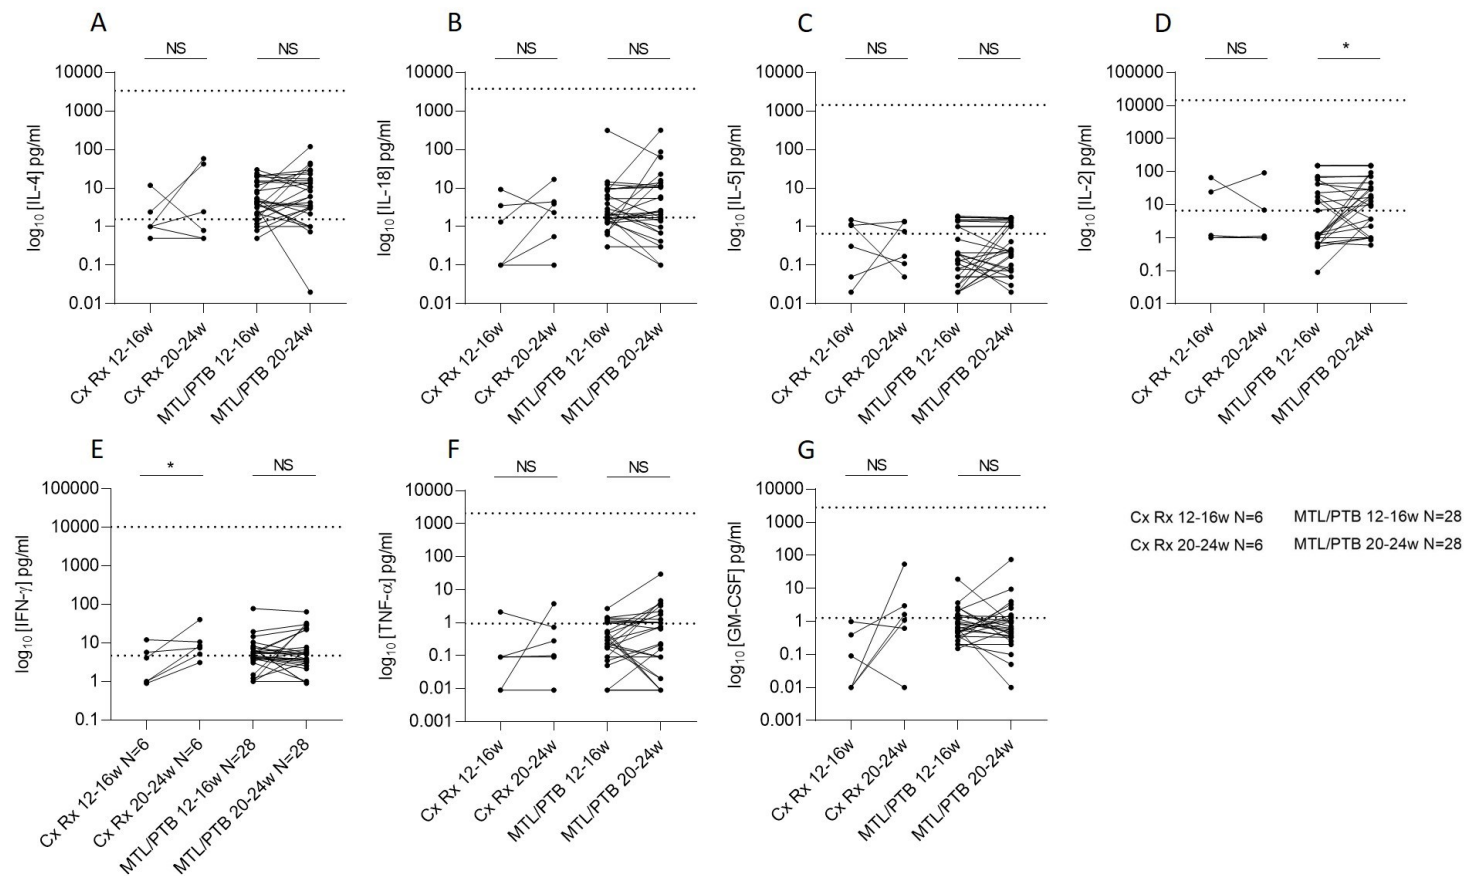 A
NS NS
log10 [IL-4] pg/ml
10000
1000
100
10
1
0.1
0.01
Cx Rx 12-16w
Cx Rx 20-24w
MTL/PTB 12-16w
MTL/PTB 20-24w
B
NS NS
log10 [IL-18] pg/ml
10000
1000
100
10
1
0.1
0.01
Cx Rx 12-16w
Cx Rx 20-24w
MTL/PTB 12-16w
MTL/PTB 20-24w
C
NS NS
log10 [IL-5] pg/ml
10000
1000
100
10
1
0.1
0.01
Cx Rx 12-16w
Cx Rx 20-24w
MTL/PTB 12-16w
MTL/PTB 20-24w
D
NS *
log10 [IL-2] pg/ml
100000
10000
1000
100
10
1
0.1
0.01
Cx Rx 12-16w
Cx Rx 20-24w
MTL/PTB 12-16w
MTL/PTB 20-24w
E
* NS
log10 [IFN-γ] pg/ml
100000
10000
1000
100
10
1
0.1
Cx Rx 12-16w N=6
Cx Rx 20-24w N=6
MTL/PTB 12-16w N=28
MTL/PTB 20-24w N=28
F
NS NS
log10 [TNF-α] pg/ml
10000
1000
100
10
1
0.1
0.01
0.001
Cx Rx 12-16w
Cx Rx 20-24w
MTL/PTB 12-16w
MTL/PTB 20-24w
G
NS NS
log10 [GM-CSF] pg/ml
10000
1000
100
10
1
0.1
0.01
0.001
Cx Rx 12-16w
Cx Rx 20-24w
MTL/PTB 12-16w
MTL/PTB 20-24w
Cx Rx 12-16w N=6 MTL/PTB 12-16w N=28
Cx Rx 20-24w N=6 MTL/PTB 20-24w N=28